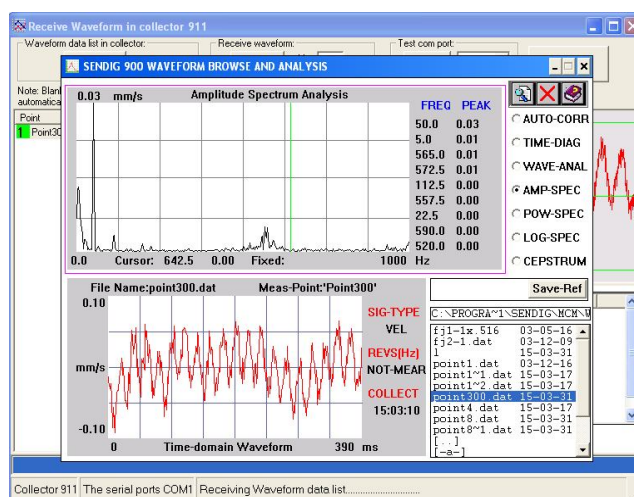 Receive Waveform in collector 911
Waveform data list in collector:
Receive waveform:
Test com port:
Note: Blan
automatica
Point
1 Point30
SENDIG 900 WAVEFORM BROWSE AND ANALYSIS
0.03 mm/s Amplitude Spectrum Analysis
FREQ PEAK
50.0 0.03
5.0 0.01
565.0 0.01
572.5 0.01
112.5 0.00
557.5 0.00
22.5 0.00
590.0 0.00
520.0 0.00
0.0 Cursor: 642.5 0.00 Fixed: 1000 Hz
AUTO-CORR
TIME-DIAG
WAVE-ANAL
AMP-SPEC
POW-SPEC
LOG-SPEC
CEPSTRUM
Save-Ref
File Name:point300.dat Meas-Point:'Point300'
0.10
mm/s
-0.10
0 Time-domain Waveform 390 ms
SIG-TYPE
VEL
REVS(Hz)
NOT-MEAR
COLLECT
15:03:10
C:\PROGRA~1\SENDIG\MCM\W
fj1-1x.516 03-05-16
fj2-1.dat 03-12-09
l 15-03-31
point1.dat 03-12-16
point1~1.dat 15-03-17
point1~2.dat 15-03-17
point300.dat 15-03-31
point4.dat 15-03-17
point8.dat 15-03-31
point8~1.dat 15-03-31
[..]
[-a-]
Collector 911 The serial ports COM1 Receiving Waveform data list............................